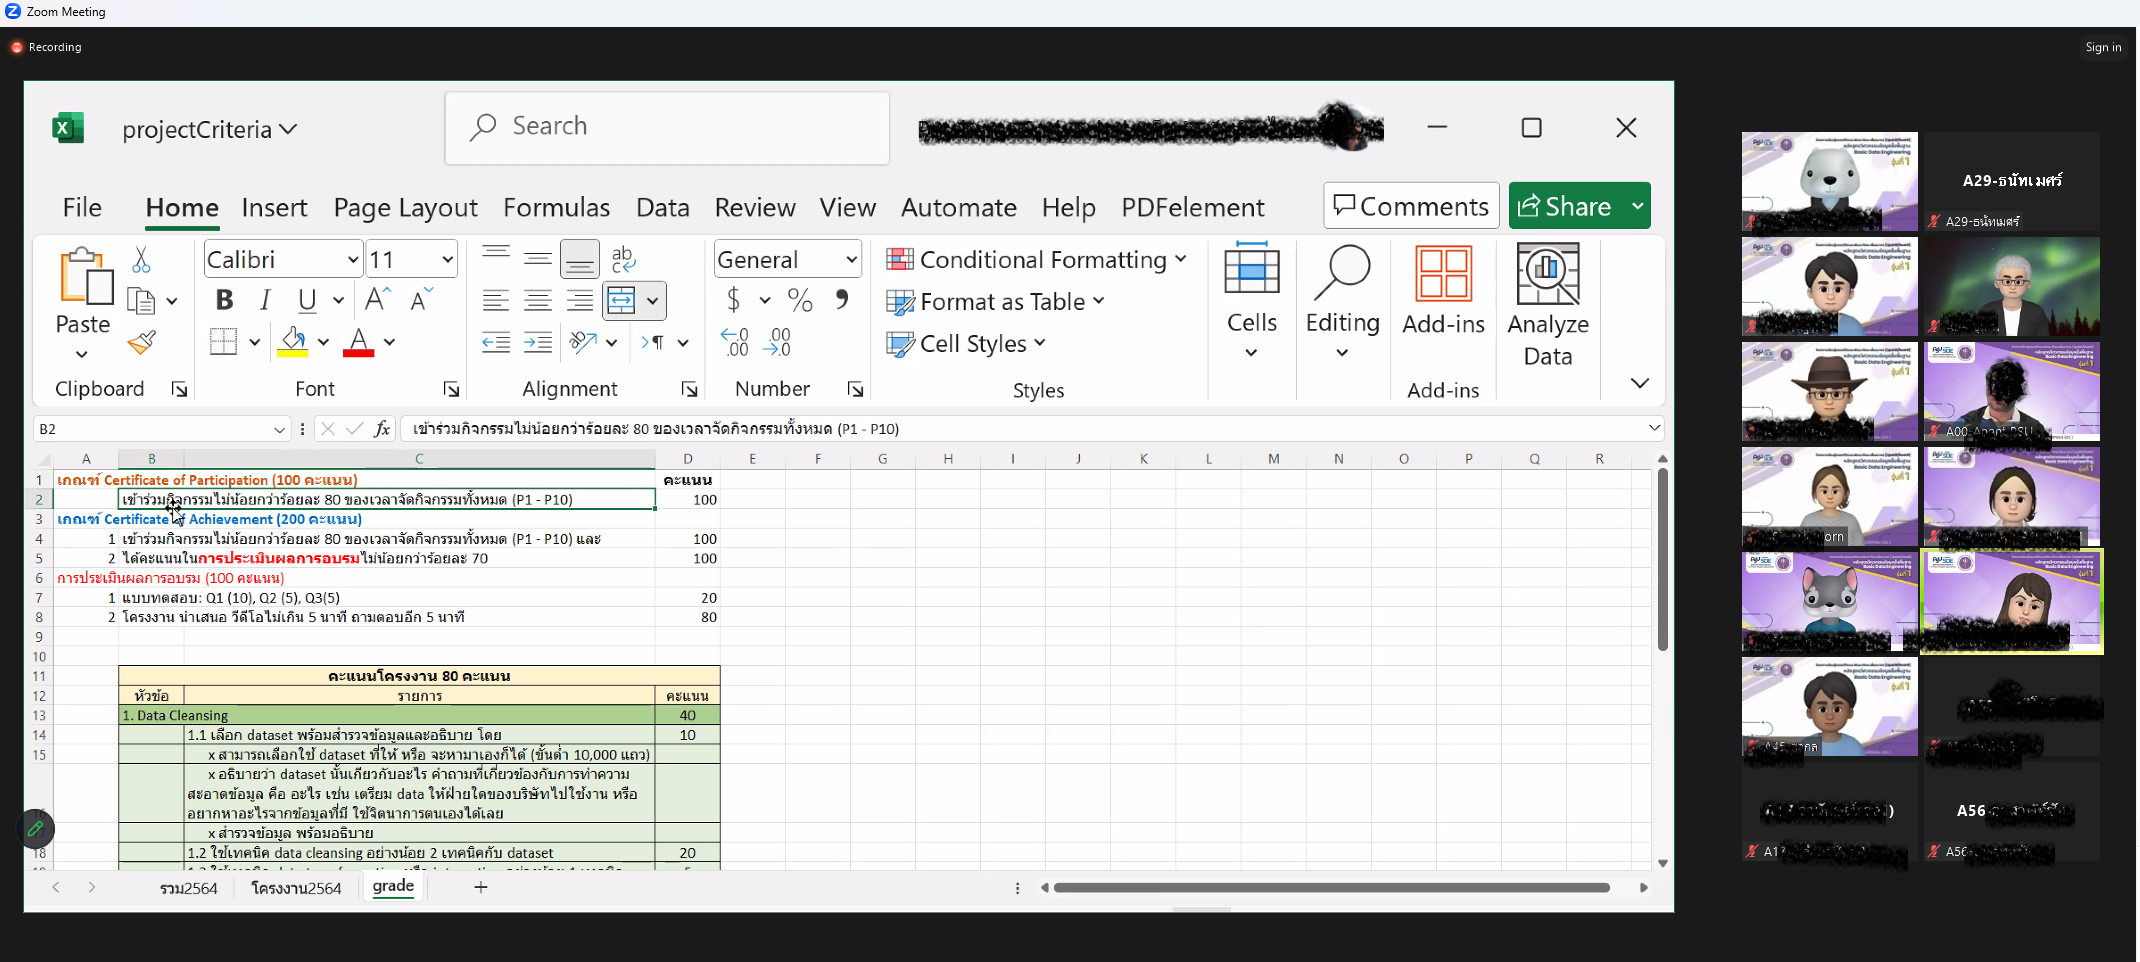 Zoom Meeting
Recording
Sign in
projectCriteria
Search
File Home Insert Page Layout Formulas Data Review View Automate Help PDFelement
Comments
Share
Paste
Clipboard
Calibri 11
B I U A A
A
Font
ab
Alignment
General
$ % ,
.00 .00
Number
Conditional Formatting
Format as Table
Cell Styles
Styles
Cells
Editing
Add-ins
Add-ins
Analyze Data
B2
fx
เข้าร่วมกิจกรรมไม่น้อยกว่าร้อยละ 80 ของเวลาจัดกิจกรรมทั้งหมด (P1 - P10)
A B C D E F G H I J K L M N O P Q R
1 เกณฑ์ Certificate of Participation (100 คะแนน) คะแนน
2 เข้าร่วมกิจกรรมไม่น้อยกว่าร้อยละ 80 ของเวลาจัดกิจกรรมทั้งหมด (P1 - P10) 100
3 เกณฑ์ Certificate of Achievement (200 คะแนน)
4 1 เข้าร่วมกิจกรรมไม่น้อยกว่าร้อยละ 80 ของเวลาจัดกิจกรรมทั้งหมด (P1 - P10) และ 100
5 2 ได้คะแนนในการประเมินผลการอบรมไม่น้อยกว่าร้อยละ 70 100
6 การประเมินผลการอบรม (100 คะแนน)
7 1 แบบทดสอบ: Q1 (10), Q2 (5), Q3(5) 20
8 2 โครงงาน นำเสนอ วีดีโอไม่เกิน 5 นาที ถามตอบอีก 5 นาที 80
9
10
11 คะแนนโครงงาน 80 คะแนน
12 หัวข้อ รายการ คะแนน
13 1. Data Cleansing 40
14 1.1 เลือก dataset พร้อมสำรวจข้อมูลและอธิบาย โดย 10
15 x สามารถเลือกใช้ dataset ที่ให้ หรือ จะหามาเองก็ได้ (ขั้นต่ำ 10,000 แถว)
x อธิบายว่า dataset นั้นเกี่ยวกับอะไร คำถามที่เกี่ยวข้องกับการทำความ
สะอาดข้อมูล คือ อะไร เช่น เตรียม data ให้ฝ่ายใดของบริษัทไปใช้งาน หรือ
16 อยากหาอะไรจากข้อมูลที่มี ใช้จิตนาการตนเองได้เลย
17 x สำรวจข้อมูล พร้อมอธิบาย
18 1.2 ใช้เทคนิค data cleansing อย่างน้อย 2 เทคนิคกับ dataset 20
รวม2564 โครงงาน2564 grade
A29-ธนัทเมศร์
A29-ธนัทเมศร์
หลักสูตรวิศวกรรมข้อมูลพื้นฐาน
Basic Data Engineering
รุ่นที่ 1
A56
A56